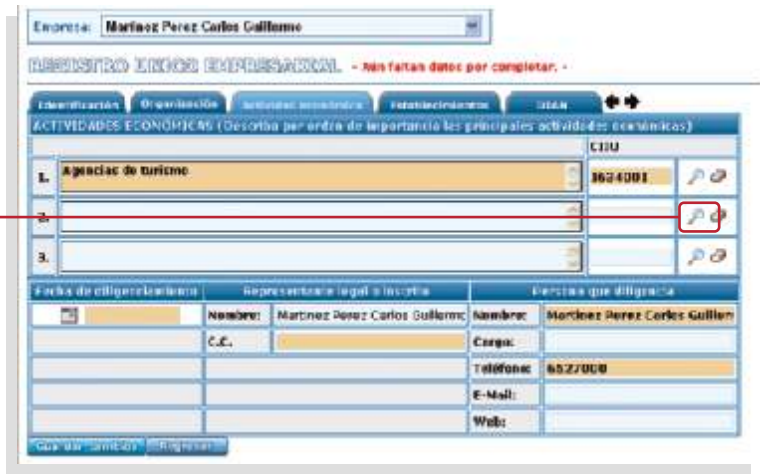 Empresa: Martinez Perez Carlos Guillermo
REGISTRO UNICO EMPRESARIAL - Aún faltan datos por completar. -
Identificación Organización Actividad económica Establecimientos DIAN
ACTIVIDADES ECONÓMICAS (Describa por orden de importancia las principales actividades económicas)
CIIU
1. Agencias de turismo I634001
2.
3.
Fecha de diligenciamiento Representante legal o inscrito Persona que diligencia
Nombre: Martinez Perez Carlos Guillermo Nombre: Martinez Perez Carlos Guillerm
C.C. Cargo:
Teléfono: 6527000
E-Mail:
Web:
Guardar cambios Regresar